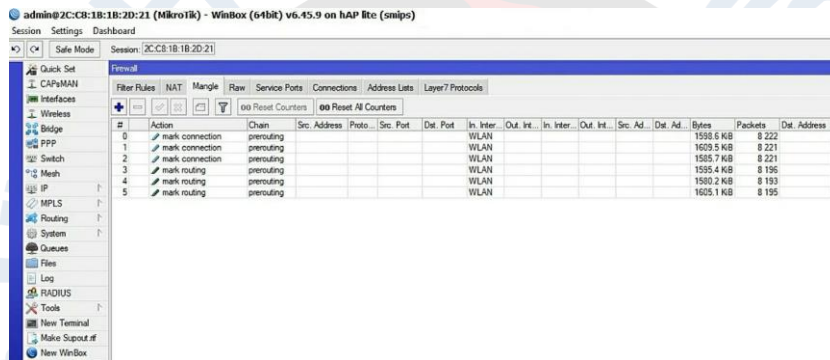 admin@2C:C8:1B:1B:2D:21 (MikroTik) - WinBox (64bit) v6.45.9 on hAP lite (smips)
Session Settings Dashboard
Safe Mode Session: 2C:C8:1B:1B:2D:21
Quick Set
CAPsMAN
Interfaces
Wireless
Bridge
PPP
Switch
Mesh
IP
MPLS
Routing
System
Queues
Files
Log
RADIUS
Tools
New Terminal
Make Supout.rif
New WinBox
Firewall
Filter Rules NAT Mangle Raw Service Ports Connections Address Lists Layer7 Protocols
00 Reset Counters 00 Reset All Counters
# Action Chain Src. Address Proto... Src. Port Dst. Port In. Inter... Out. Int... In. Inter... Out. Int... Src. Ad... Dst. Ad... Bytes Packets Dst. Address
0 mark connection prerouting WLAN 1598.6 KiB 8 222
1 mark connection prerouting WLAN 1609.5 KiB 8 221
2 mark connection prerouting WLAN 1585.7 KiB 8 221
3 mark routing prerouting WLAN 1595.4 KiB 8 196
4 mark routing prerouting WLAN 1580.2 KiB 8 193
5 mark routing prerouting WLAN 1605.1 KiB 8 195